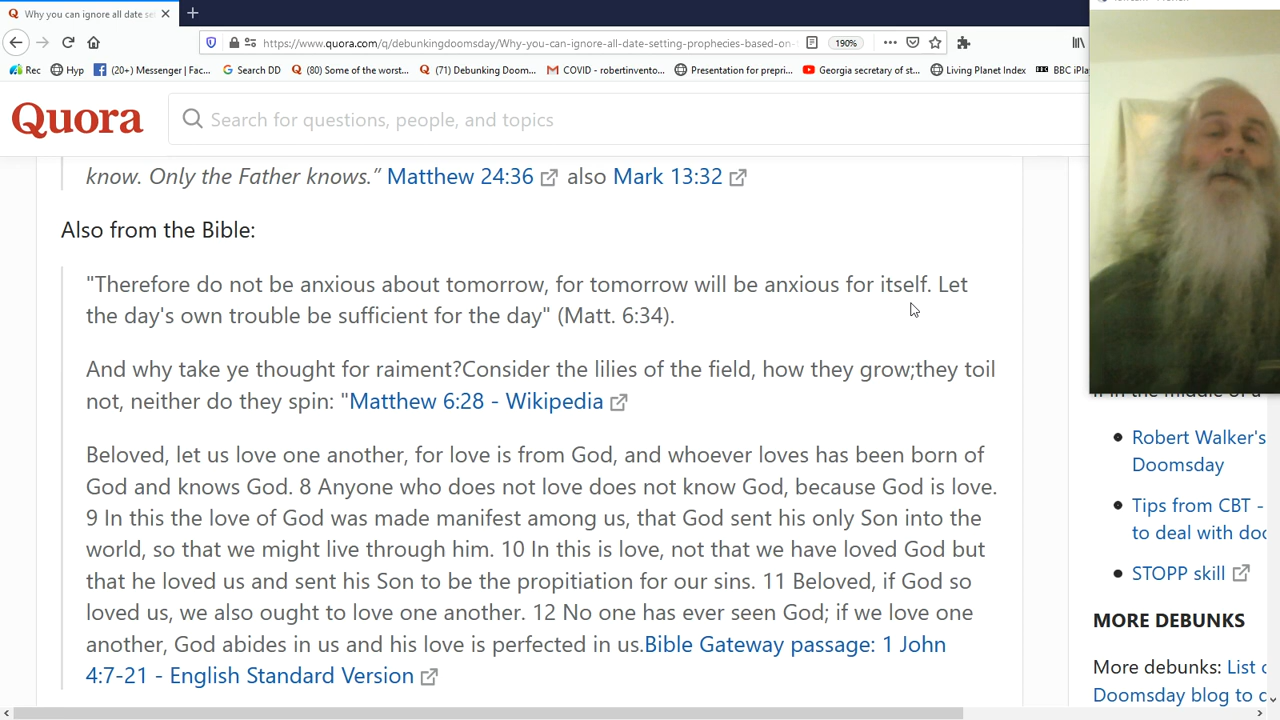 Why you can ignore all date se
https://www.quora.com/q/debunkingdoomsday/Why-you-can-ignore-all-date-setting-prophecies-based-on-
190%
Rec
Hyp
(20+) Messenger | Fac...
Search DD
(80) Some of the worst...
(71) Debunking Doom...
COVID - robertinvento...
Presentation for prepri...
Georgia secretary of st...
Living Planet Index
BBC iPla
Quora
Search for questions, people, and topics
know. Only the Father knows.” Matthew 24:36 also Mark 13:32
Also from the Bible:
"Therefore do not be anxious about tomorrow, for tomorrow will be anxious for itself. Let
the day's own trouble be sufficient for the day" (Matt. 6:34).
And why take ye thought for raiment?Consider the lilies of the field, how they grow;they toil
not, neither do they spin: "Matthew 6:28 - Wikipedia
Beloved, let us love one another, for love is from God, and whoever loves has been born of
God and knows God. 8 Anyone who does not love does not know God, because God is love.
9 In this the love of God was made manifest among us, that God sent his only Son into the
world, so that we might live through him. 10 In this is love, not that we have loved God but
that he loved us and sent his Son to be the propitiation for our sins. 11 Beloved, if God so
loved us, we also ought to love one another. 12 No one has ever seen God; if we love one
another, God abides in us and his love is perfected in us.Bible Gateway passage: 1 John
4:7-21 - English Standard Version
Robert Walker's
Doomsday
Tips from CBT -
to deal with doo
STOPP skill
MORE DEBUNKS
More debunks: List o
Doomsday blog to d